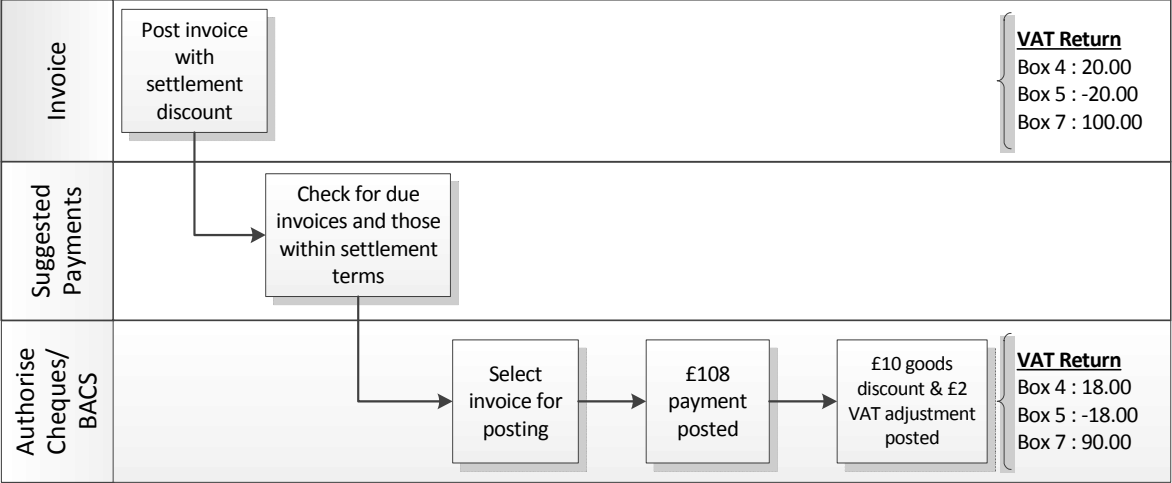 Invoice
Post invoice
with
settlement
discount
VAT Return
Box 4 : 20.00
Box 5 : -20.00
Box 7 : 100.00
Suggested
Payments
Check for due
invoices and those
within settlement
terms
Authorise
Cheques/
BACS
Select
invoice for
posting
£108
payment
posted
£10 goods
discount & £2
VAT adjustment
posted
VAT Return
Box 4 : 18.00
Box 5 : -18.00
Box 7 : 90.00